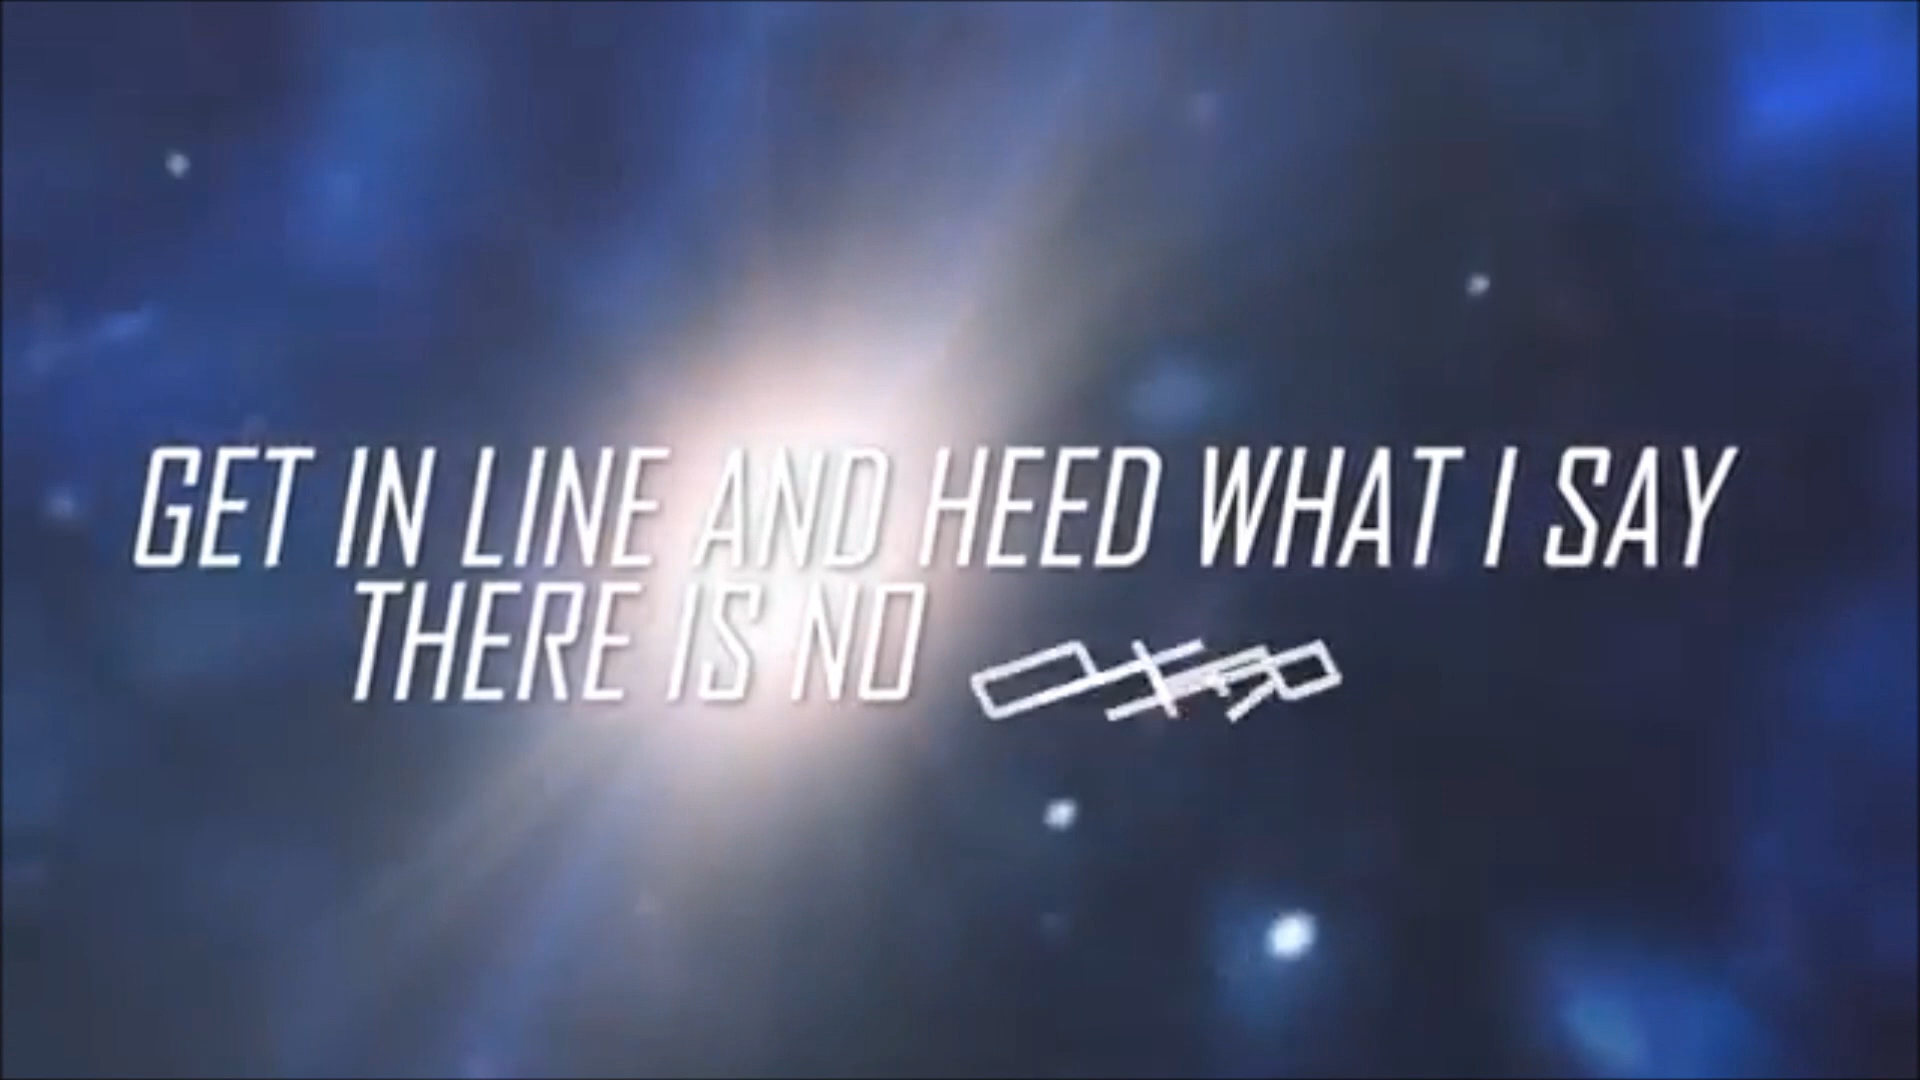 GET IN LINE AND HEED WHAT I SAY
THERE IS NO